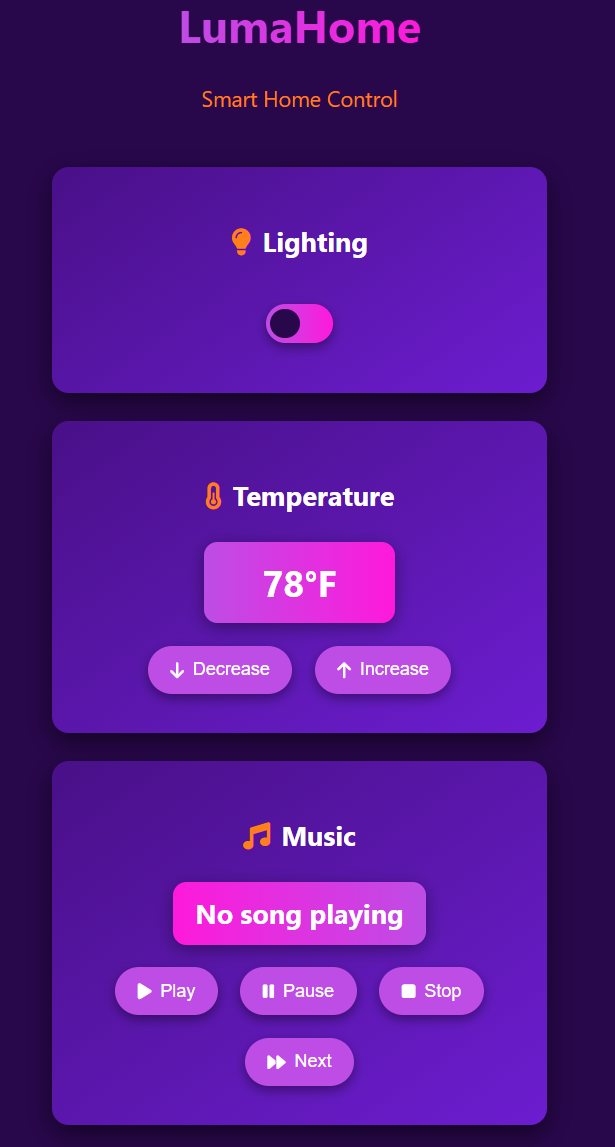 LumaHome
Smart Home Control
Lighting
Temperature
78°F
Decrease Increase
Music
No song playing
Play Pause Stop
Next